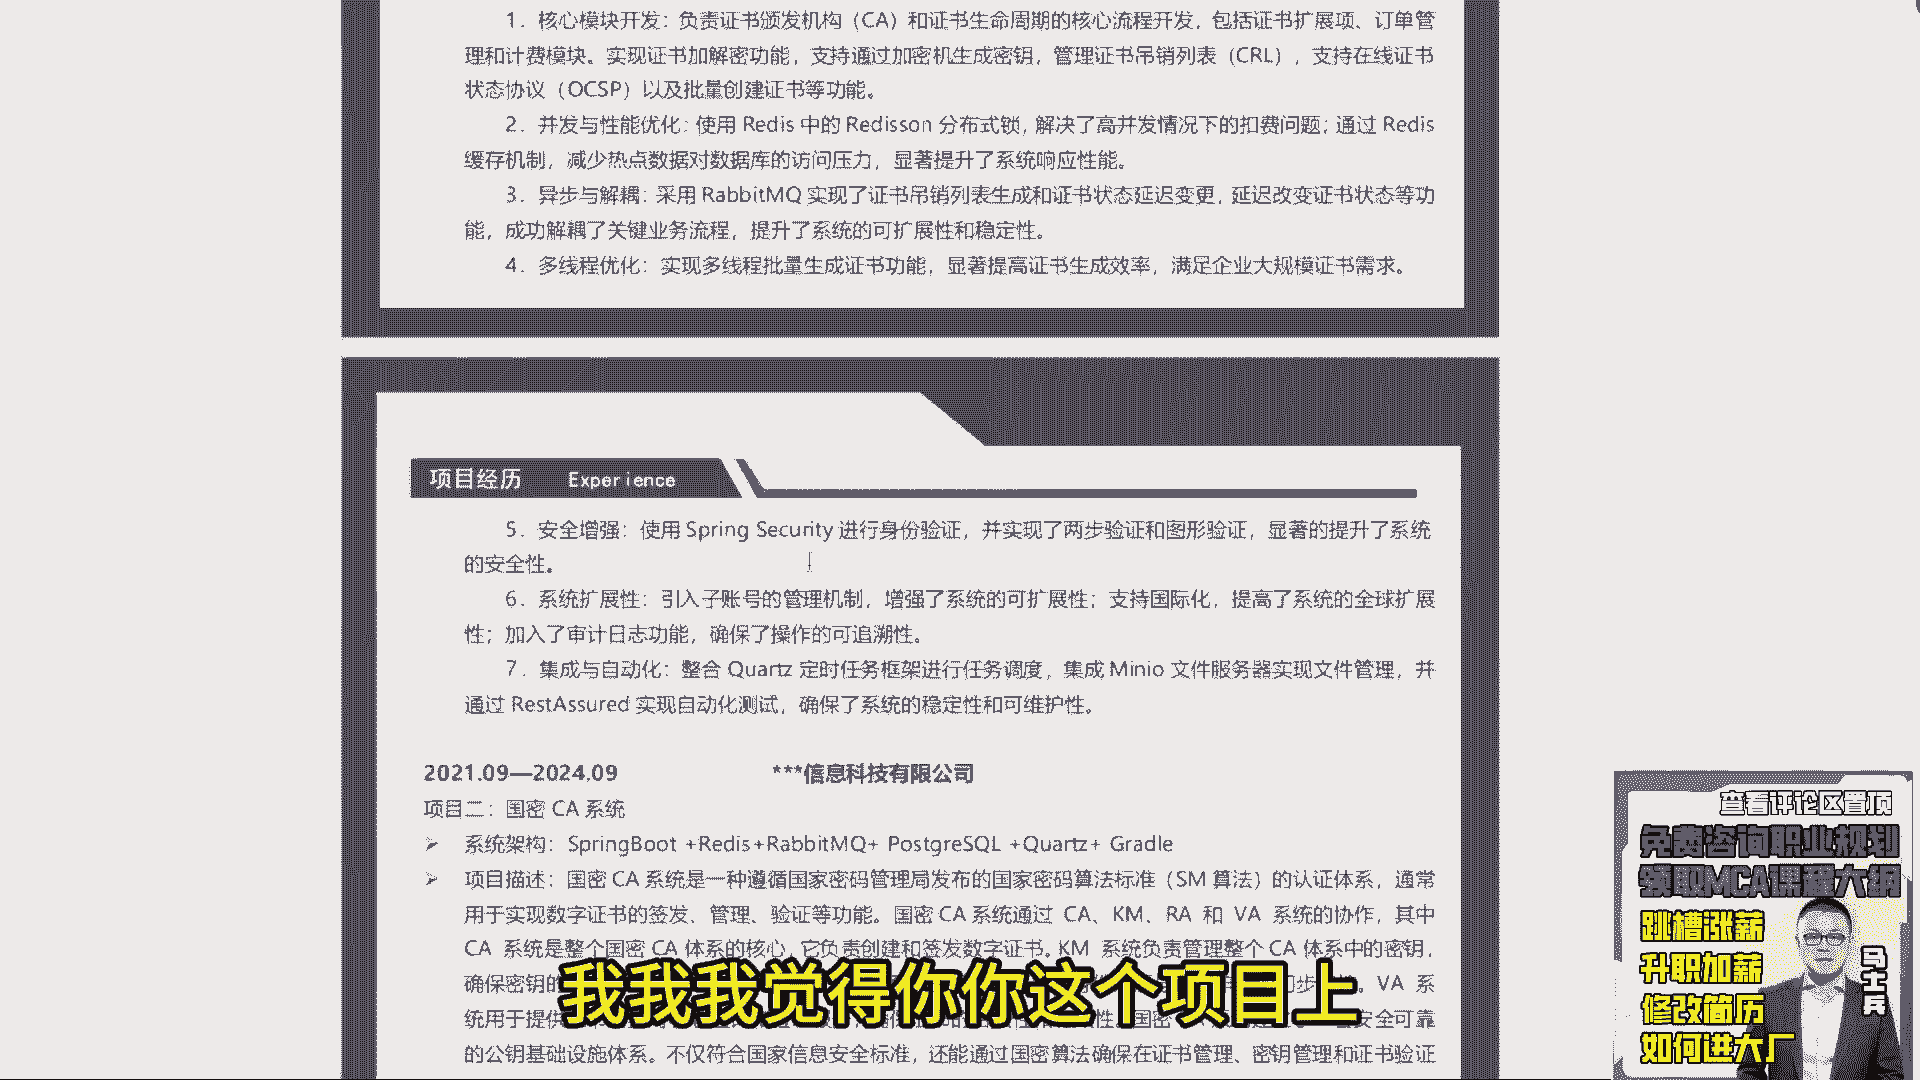 1. 核心模块开发：负责证书颁发机构（CA）和证书生命周期的核心流程开发，包括证书扩展项、订单管
理和计费模块。实现证书加解密功能，支持通过加密机生成密钥，管理证书吊销列表（CRL），支持在线证书
状态协议（OCSP）以及批量创建证书等功能。
2. 并发与性能优化：使用 Redis 中的 Redisson 分布式锁，解决了高并发情况下的扣费问题；通过 Redis
缓存机制，减少热点数据对数据库的访问压力，显著提升了系统响应性能。
3. 异步与解耦：采用 RabbitMQ 实现了证书吊销列表生成和证书状态延迟变更，延迟改变证书状态等功
能，成功解耦了关键业务流程，提升了系统的可扩展性和稳定性。
4. 多线程优化：实现多线程批量生成证书功能，显著提高证书生成效率，满足企业大规模证书需求。
项目经历 Experience
5. 安全增强：使用 Spring Security 进行身份验证，并实现了两步验证和图形验证，显著的提升了系统
的安全性。
6. 系统扩展性：引入子账号的管理机制，增强了系统的可扩展性；支持国际化，提高了系统的全球扩展
性；加入了审计日志功能，确保了操作的可追溯性。
7. 集成与自动化：整合 Quartz 定时任务框架进行任务调度，集成 Minio 文件服务器实现文件管理，并
通过 RestAssured 实现自动化测试，确保了系统的稳定性和可维护性。
2021.09—2024.09 ***信息科技有限公司
项目二：国密 CA 系统
系统架构：SpringBoot +Redis+RabbitMQ+ PostgreSQL +Quartz+ Gradle
项目描述：国密 CA 系统是一种遵循国家密码管理局发布的国家密码算法标准（SM 算法）的认证体系，通常
用于实现数字证书的签发、管理、验证等功能。国密 CA 系统通过 CA、KM、RA 和 VA 系统的协作，其中
CA 系统是整个国密 CA 体系的核心，它负责创建和签发数字证书。KM 系统负责管理整个 CA 体系中的密钥，
确保密钥的 VA 系
统用于提供 国密 安全可靠
的公钥基础设施体系。不仅符合国家信息安全标准，还能通过国密算法确保在证书管理、密钥管理和证书验证
我我我觉得你你这个项目上
查看评论区置顶
免费咨询职业规划
领取MCA课程大纲
跳槽涨薪
升职加薪
修改简历
如何进大厂
马士兵